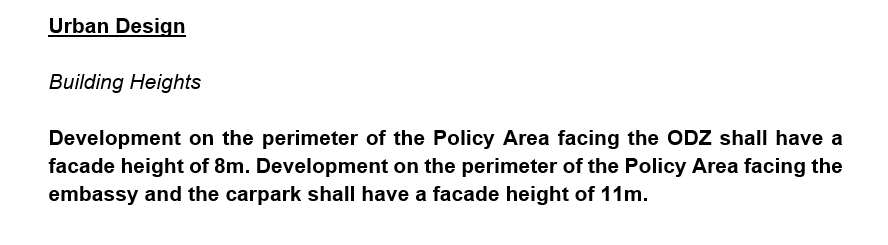 Urban Design
Building Heights
Development on the perimeter of the Policy Area facing the ODZ shall have a
facade height of 8m. Development on the perimeter of the Policy Area facing the
embassy and the carpark shall have a facade height of 11m.